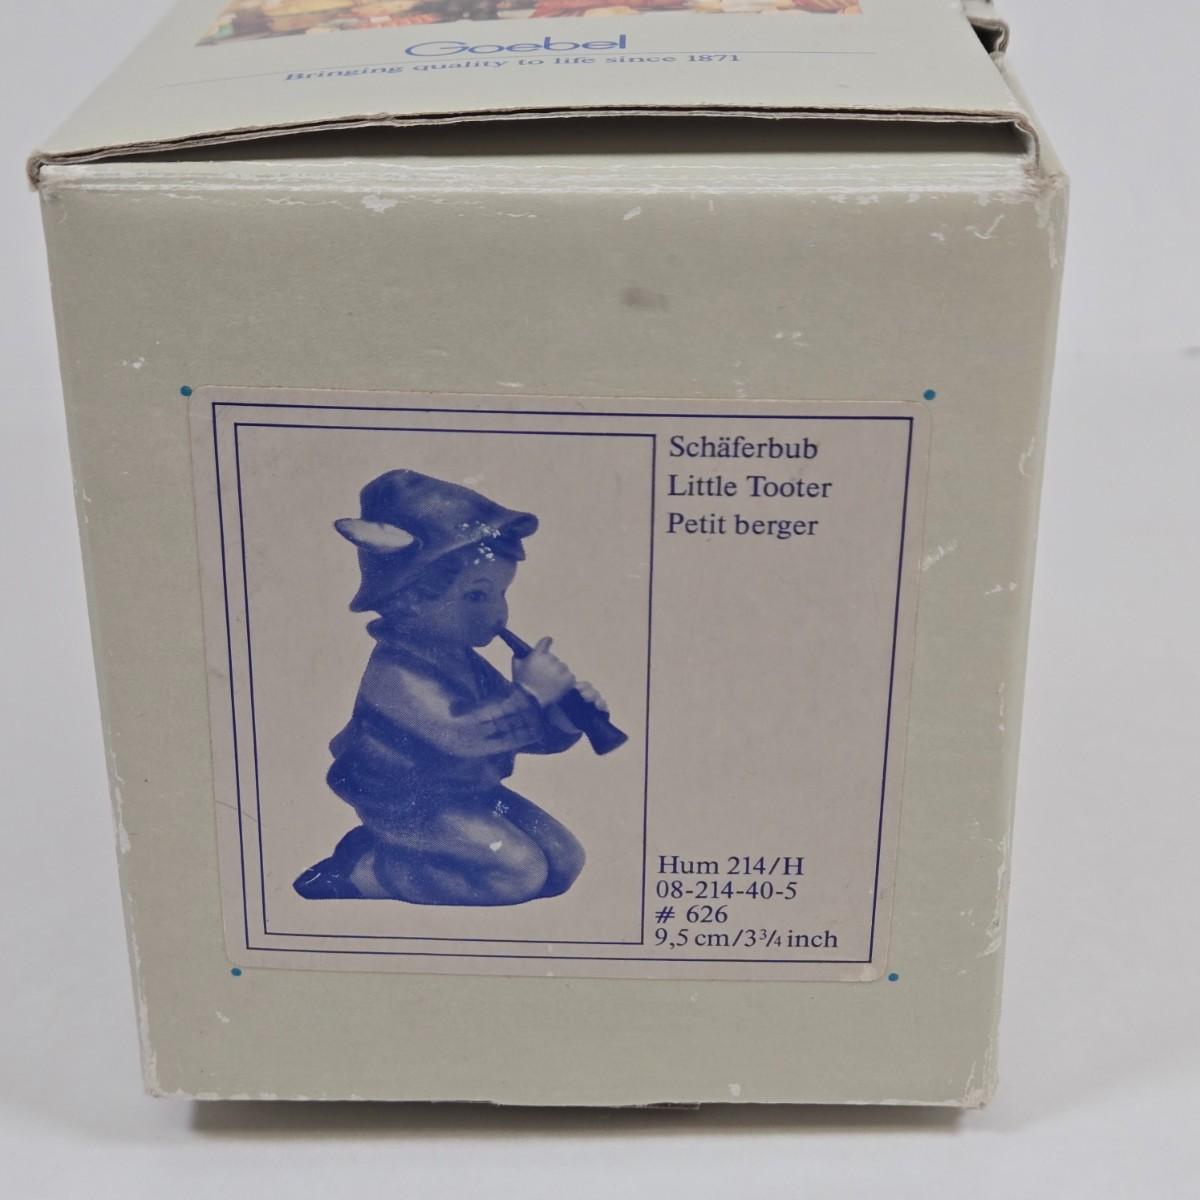 Goebel
Bringing quality to life since 1871
Schäferbub
Little Tooter
Petit berger
Hum 214/H
08-214-40-5
# 626
9,5 cm/3¾ inch